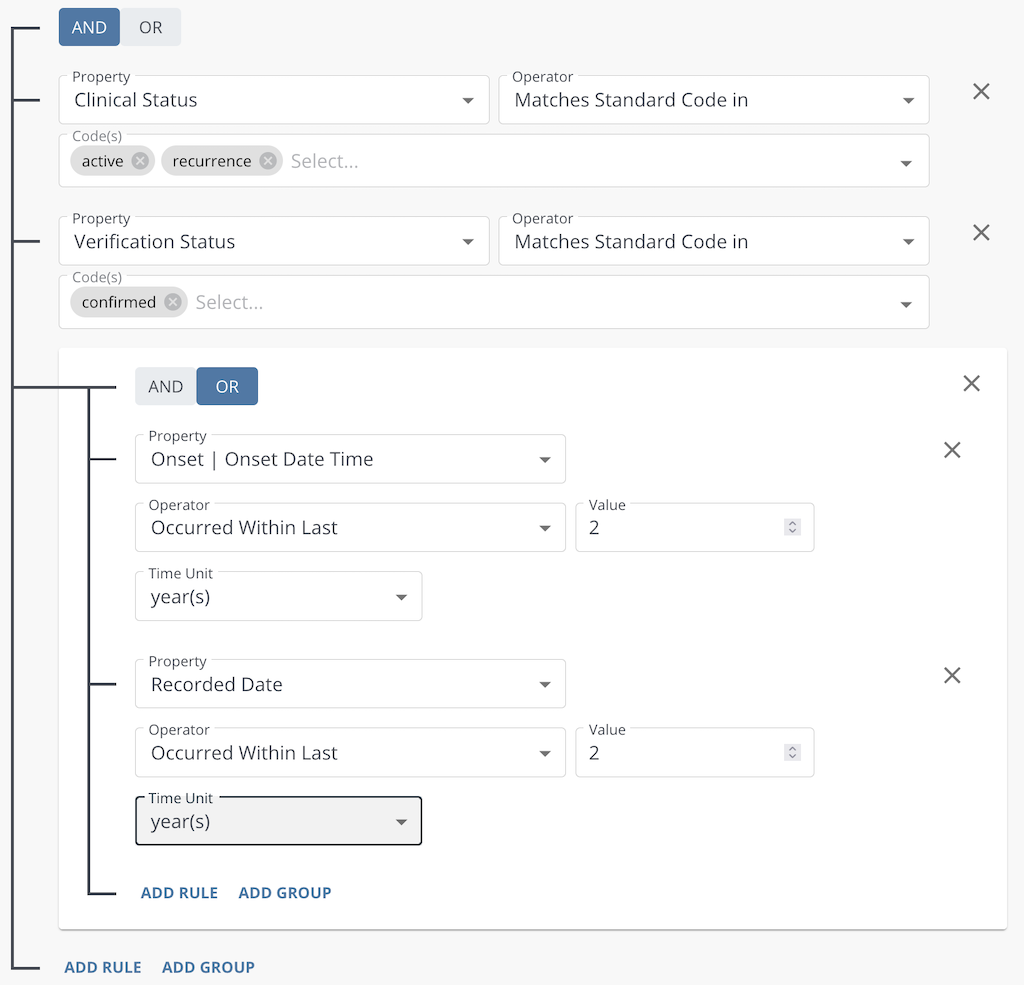 AND OR
Property Operator
Clinical Status Matches Standard Code in
Code(s)
active recurrence Select...
Property Operator
Verification Status Matches Standard Code in
Code(s)
confirmed Select...
AND OR
Property
Onset | Onset Date Time
Operator Value
Occurred Within Last 2
Time Unit
year(s)
Property
Recorded Date
Operator Value
Occurred Within Last 2
Time Unit
year(s)
ADD RULE ADD GROUP
ADD RULE ADD GROUP